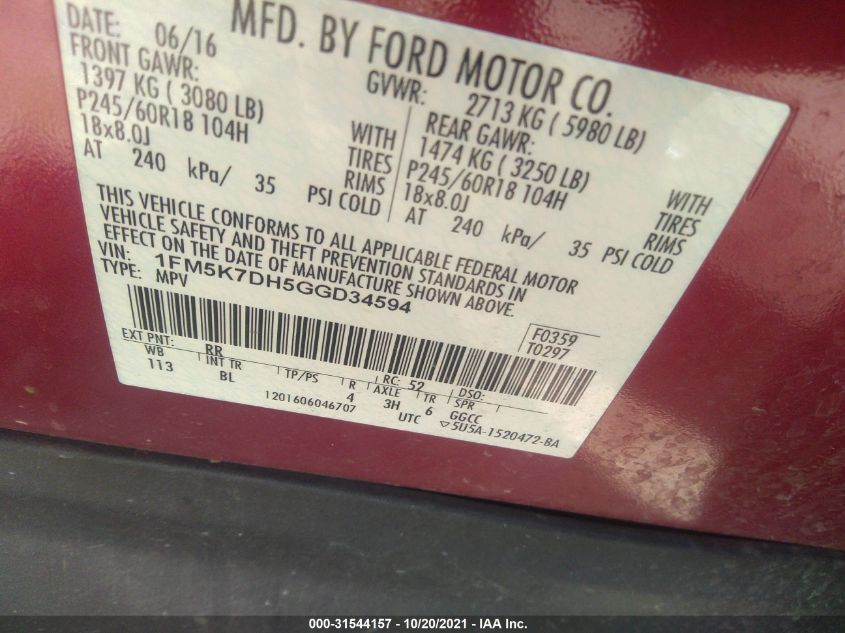 MFD. BY FORD MOTOR CO.
DATE: 06/16
GVWR: 2713 KG ( 5980 LB)
FRONT GAWR:
1397 KG ( 3080 LB)
P245/60R18 104H
18x8.0J
AT 240 kPa/ 35 PSI COLD
WITH
TIRES
RIMS
REAR GAWR:
1474 KG ( 3250 LB)
P245/60R18 104H
18x8.0J
AT 240 kPa/ 35 PSI COLD
WITH
TIRES
RIMS
THIS VEHICLE CONFORMS TO ALL APPLICABLE FEDERAL MOTOR
VEHICLE SAFETY AND THEFT PREVENTION STANDARDS IN
EFFECT ON THE DATE OF MANUFACTURE SHOWN ABOVE.
VIN: 1FM5K7DH5GGD34594
TYPE: MPV
F0359
T0297
EXT PNT: RR RC: 52 DSO:
WB INT TR TP/PS R AXLE TR SPR
113 BL 4 3H 6 GGCC
1201606046707 UTC ▽5U5A-1520472-BA
000-31544157 - 10/20/2021 - IAA Inc.